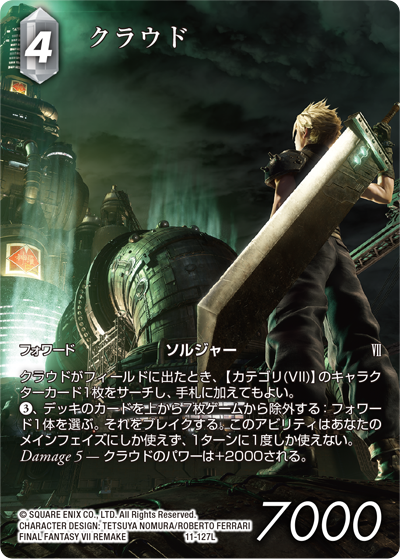 4
クラウド
フォワード ソルジャー VII
クラウドがフィールドに出たとき、【カテゴリ(VII)】のキャラク
ターカード1枚をサーチし、手札に加えてもよい。
3、デッキのカードを上から7枚ゲームから除外する：フォワー
ド1体を選ぶ。それをブレイクする。このアビリティはあなたの
メインフェイズにしか使えず、1ターンに1度しか使えない。
Damage 5 — クラウドのパワーは+2000される。
© SQUARE ENIX CO., LTD. All Rights Reserved.
CHARACTER DESIGN: TETSUYA NOMURA/ROBERTO FERRARI
FINAL FANTASY VII REMAKE 11-127L
7000